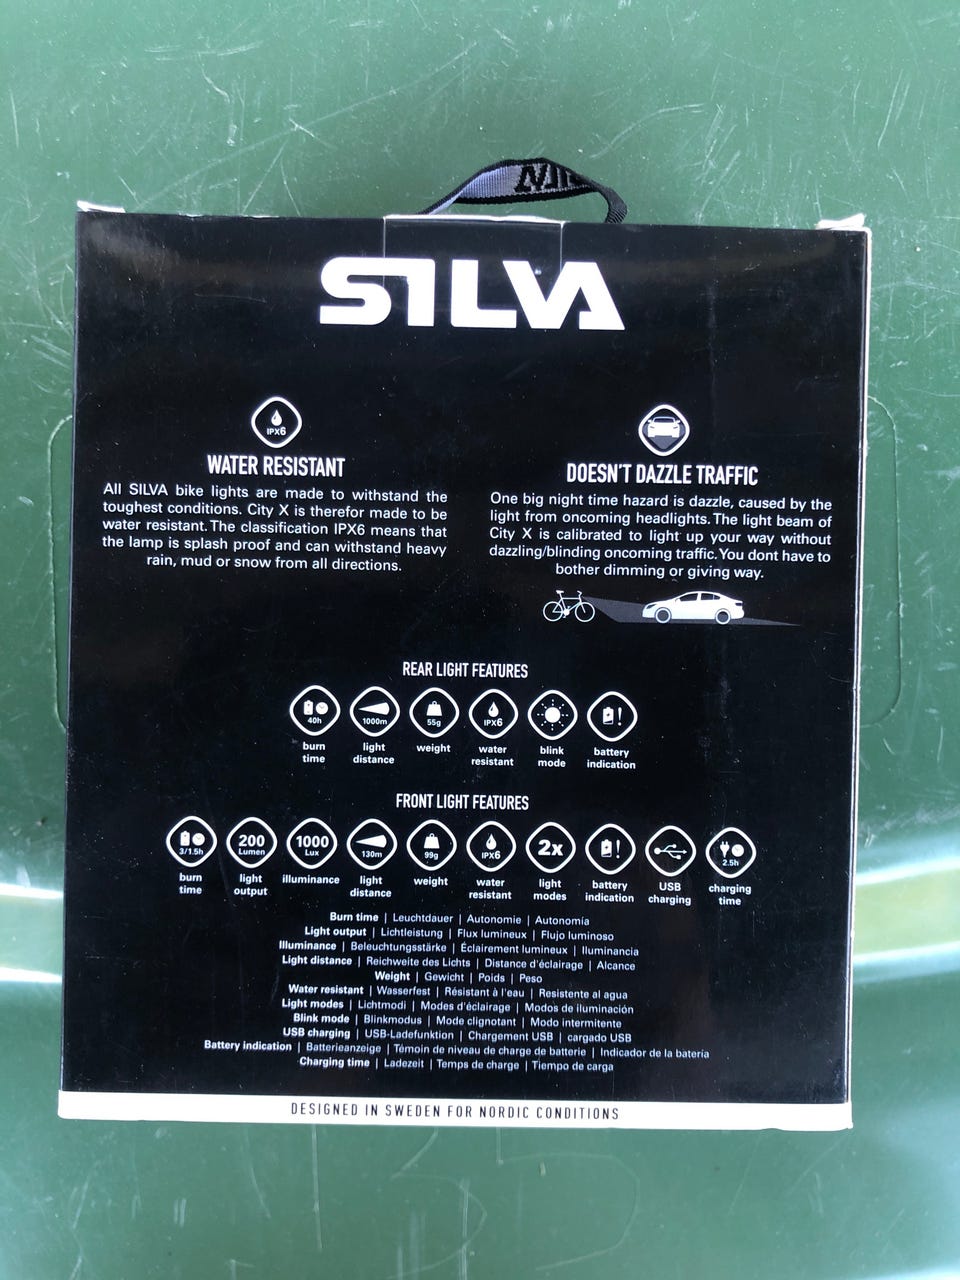 SILVA
IPX6
WATER RESISTANT
All SILVA bike lights are made to withstand the
toughest conditions. City X is therefor made to be
water resistant. The classification IPX6 means that
the lamp is splash proof and can withstand heavy
rain, mud or snow from all directions.
DOESN'T DAZZLE TRAFFIC
One big night time hazard is dazzle, caused by the
light from oncoming headlights. The light beam of
City X is calibrated to light up your way without
dazzling/blinding oncoming traffic. You dont have to
bother dimming or giving way.
REAR LIGHT FEATURES
40h 1000m 55g IPX6 !
burn light weight water blink battery
time distance resistant mode indication
FRONT LIGHT FEATURES
3/1.5h 200 Lumen 1000 Lux 130m 99g IPX6 2x ! 2.5h
burn light illuminance light weight water light battery USB charging
time output distance resistant modes indication charging time
Burn time | Leuchtdauer | Autonomie | Autonomía
Light output | Lichtleistung | Flux lumineux | Flujo luminoso
Illuminance | Beleuchtungsstärke | Éclairement lumineux | Iluminancia
Light distance | Reichweite des Lichts | Distance d'éclairage | Alcance
Weight | Gewicht | Poids | Peso
Water resistant | Wasserfest | Résistant à l'eau | Resistente al agua
Light modes | Lichtmodi | Modes d'éclairage | Modos de iluminación
Blink mode | Blinkmodus | Mode clignotant | Modo intermitente
USB charging | USB-Ladefunktion | Chargement USB | cargado USB
Battery indication | Batterieanzeige | Témoin de niveau de charge de batterie | Indicador de la batería
Charging time | Ladezeit | Temps de charge | Tiempo de carga
DESIGNED IN SWEDEN FOR NORDIC CONDITIONS